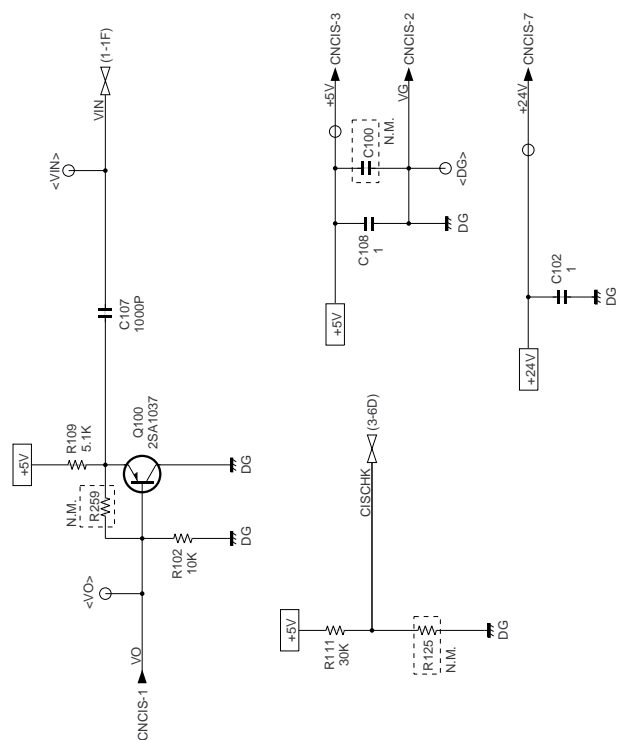 CNCIS-1
VO
<VO>
R102
10K
DG
N.M.
R259
+5V
R109
5.1K
Q100
2SA1037
DG
C107
1000P
<VIN>
VIN
(1-1F)
+5V
C108
1
DG
C100
N.M.
<DG>
+5V
CNCIS-3
VG
CNCIS-2
+5V
R111
30K
R125
N.M.
DG
CISCHK
(3-6D)
+24V
C102
1
DG
+24V
CNCIS-7